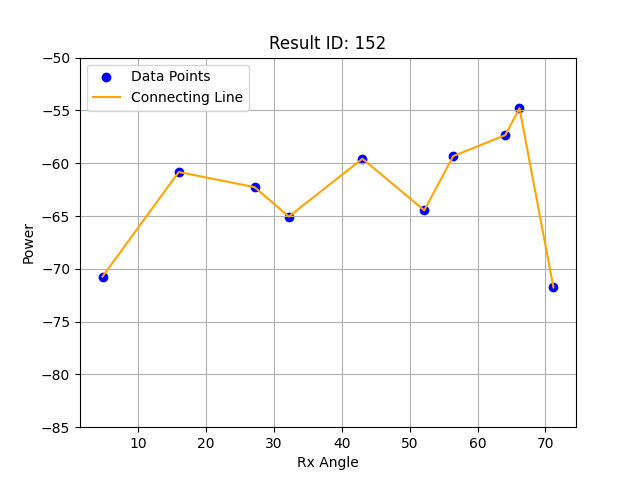 Result ID: 152
Data Points
Connecting Line
−50
−55
−60
−65
−70
−75
−80
−85
Power
10 20 30 40 50 60 70
Rx Angle